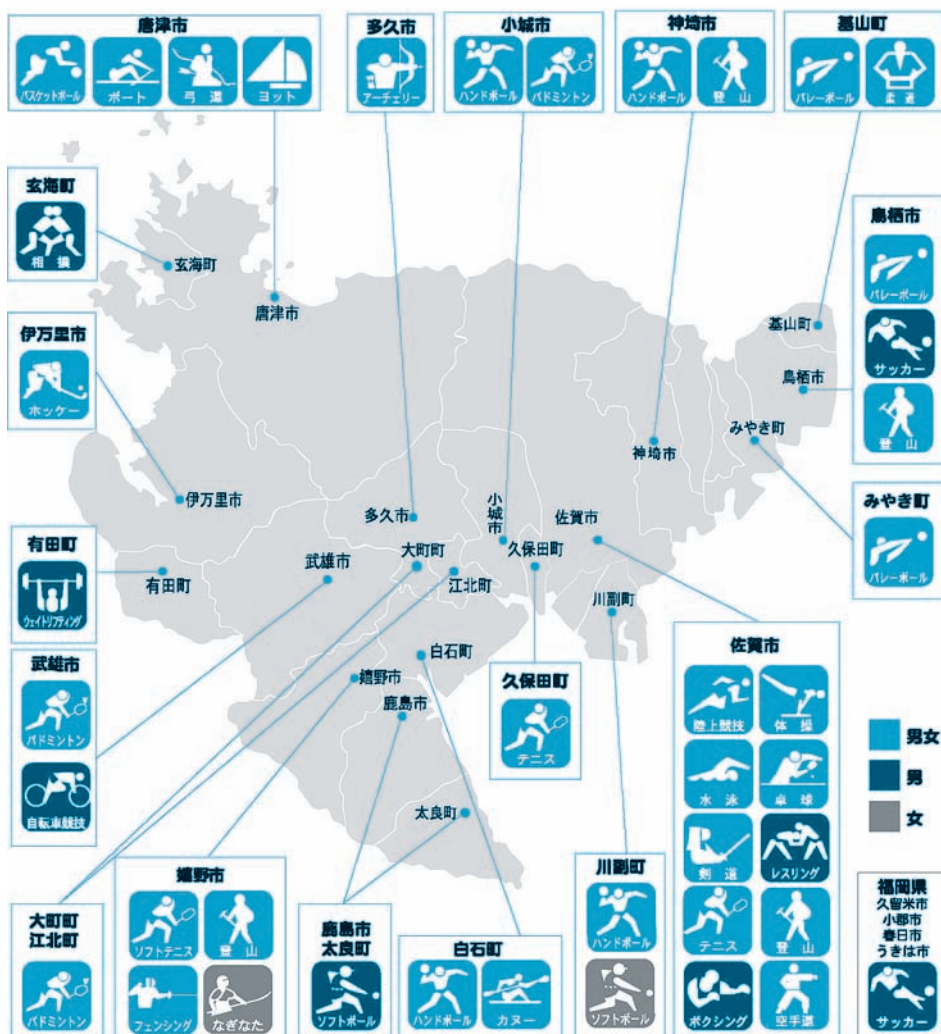 唐津市
バスケットボール
ボート
弓道
ヨット
多久市
アーチェリー
小城市
ハンドボール
バドミントン
神埼市
ハンドボール
登山
基山町
バレーボール
柔道
玄海町
相撲
玄海町
唐津市
鳥栖市
バレーボール
サッカー
登山
基山町
鳥栖市
伊万里市
ホッケー
みやき町
神埼市
伊万里市
多久市
小城市
佐賀市
みやき町
バレーボール
有田町
ウェイトリフティング
有田町
武雄市
大町町
江北町
久保田町
川副町
武雄市
バドミントン
自転車競技
白石町
嬉野市
鹿島市
久保田町
テニス
佐賀市
陸上競技
体操
水泳
卓球
剣道
レスリング
テニス
登山
ボクシング
空手道
男女
男
女
太良町
大町町
江北町
バドミントン
嬉野市
ソフトテニス
登山
フェンシング
なぎなた
鹿島市
太良町
ソフトボール
白石町
ハンドボール
カヌー
川副町
ハンドボール
ソフトボール
福岡県
久留米市
小郡市
春日市
うきは市
サッカー